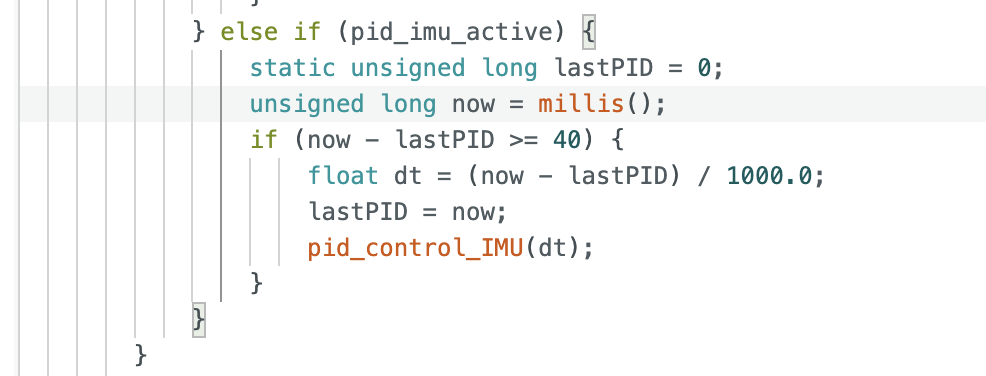 }
} else if (pid_imu_active) {
static unsigned long lastPID = 0;
unsigned long now = millis();
if (now - lastPID >= 40) {
float dt = (now - lastPID) / 1000.0;
lastPID = now;
pid_control_IMU(dt);
}
}
}